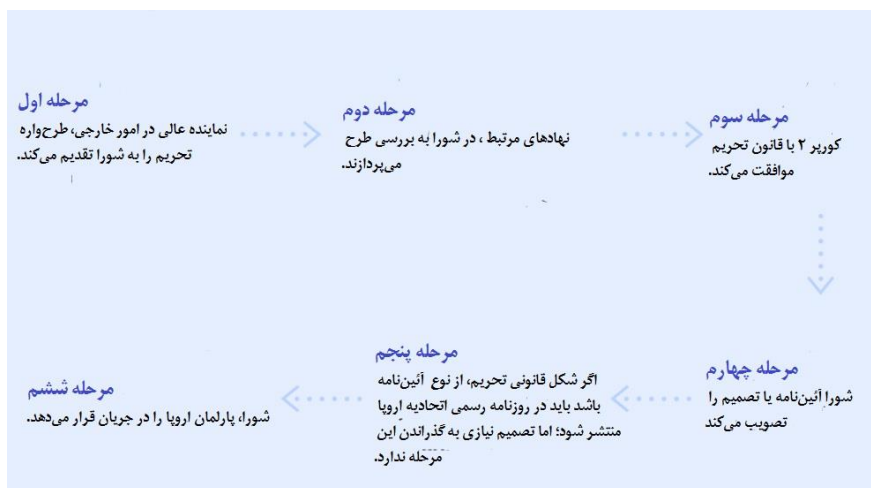 مرحله اول
نماینده عالی در امور خارجی، طرح‌واره
تحریم را به شورا تقدیم می‌کند.
مرحله دوم
نهادهای مرتبط ، در شورا به بررسی طرح
می‌پردازند.
مرحله سوم
کورپر ۲ با قانون تحریم
موافقت می‌کند.
مرحله چهارم
شورا آئین‌نامه یا تصمیم را
تصویب می‌کند
مرحله پنجم
اگر شکل قانونی تحریم، از نوع آئین‌نامه
باشد باید در روزنامه رسمی اتحادیه اروپا
منتشر شود؛ اما تصمیم نیازی به گذراندن این
مرحله ندارد.
مرحله ششم
شورا، پارلمان اروپا را در جریان قرار می‌دهد.